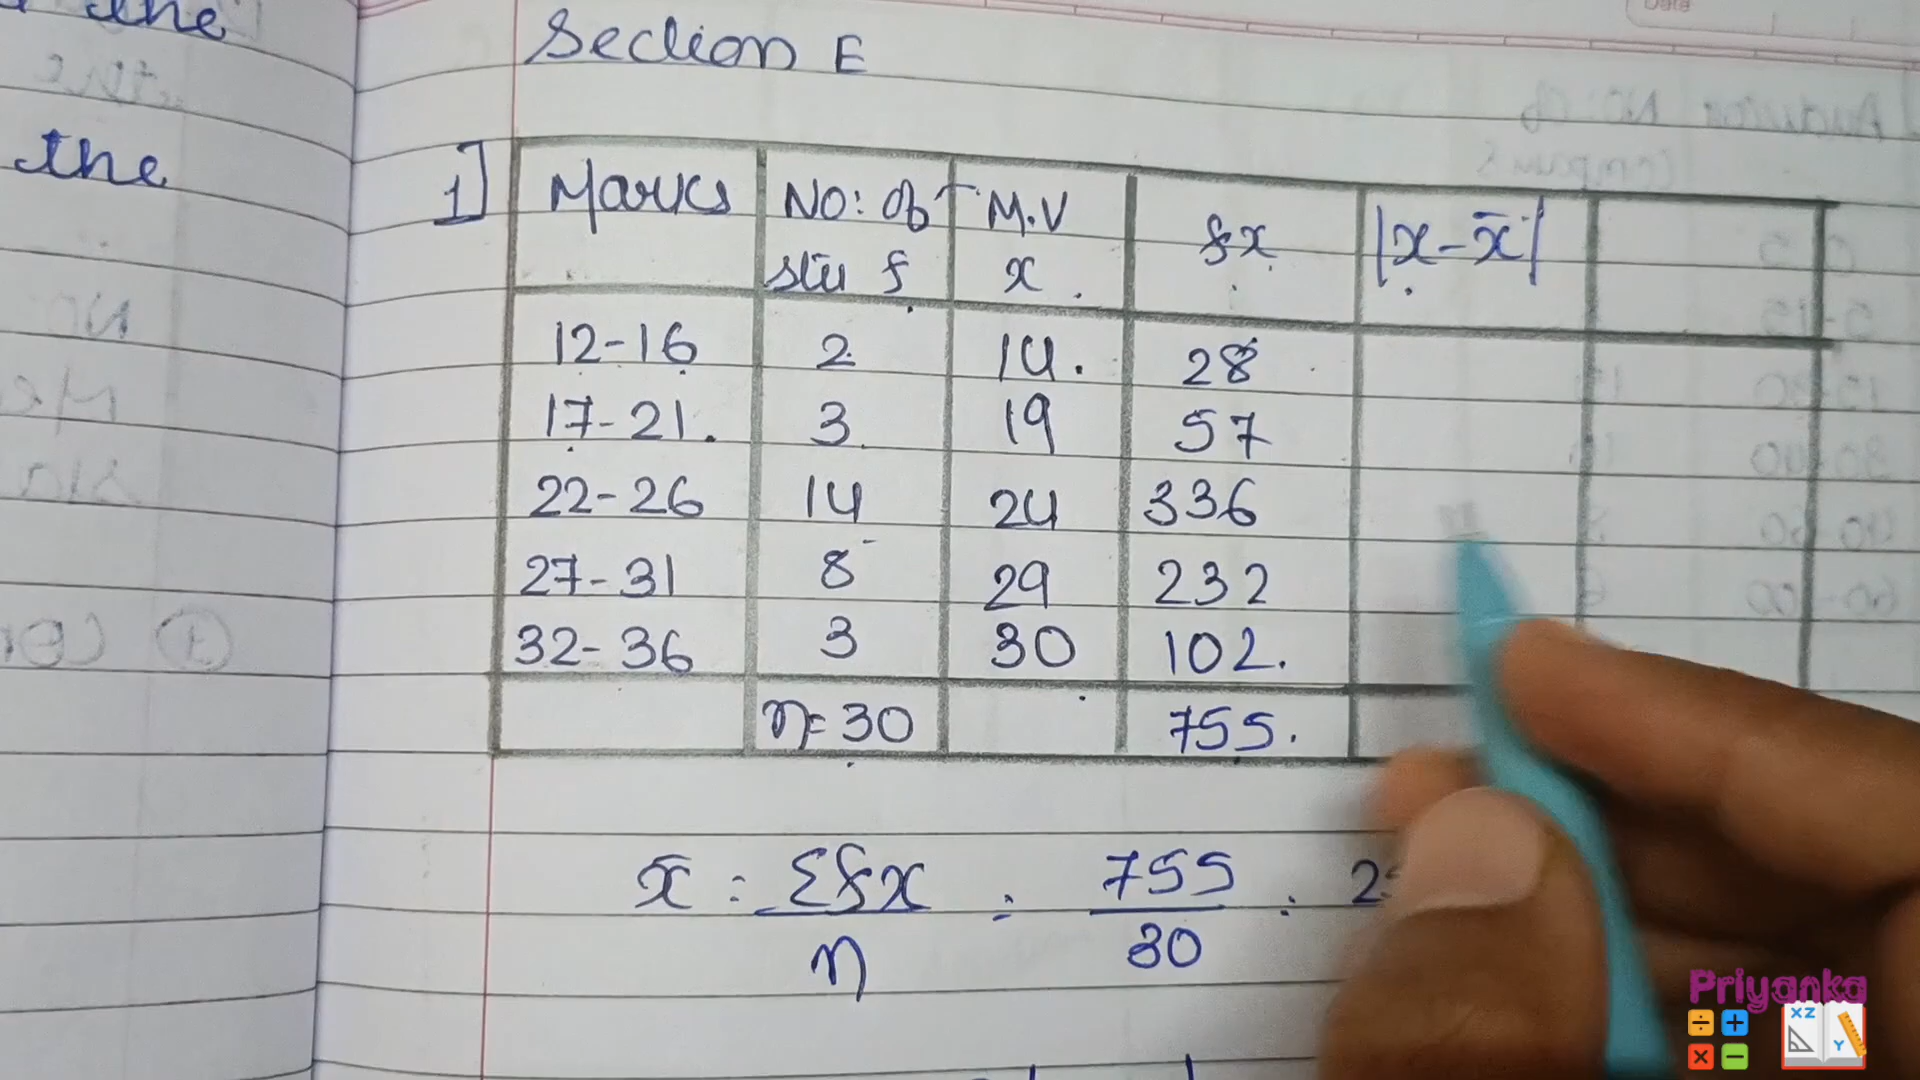 the
the
Section E
1] Marks No: of stu f M.V x fx |x-x̄|
12-16 2 14. 28
17-21. 3 19 57
22-26 14 24 336
27-31 8 29 232
32-36 3 30 102.
n=30 755.
x̄ = Σfx / n = 755 / 30 =
Priyanka
XZ
Y